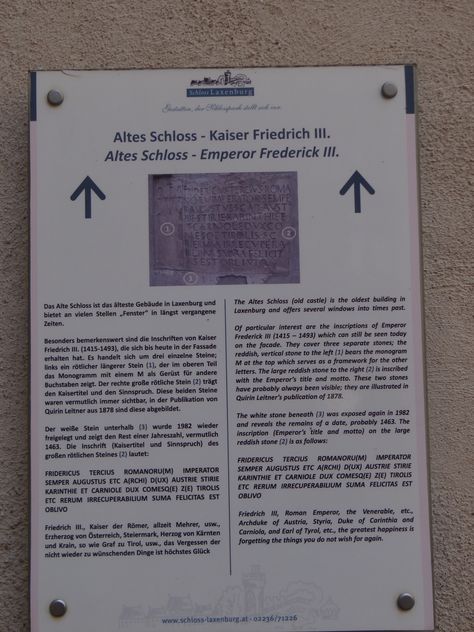 Schloss Laxenburg
Gestatten, der Schlosspark stellt sich vor.
Altes Schloss - Kaiser Friedrich III.
Altes Schloss - Emperor Frederick III.
Das Alte Schloss ist das älteste Gebäude in Laxenburg und
bietet an vielen Stellen „Fenster" in längst vergangene
Zeiten.
Besonders bemerkenswert sind die Inschriften von Kaiser
Friedrich III. (1415-1493), die sich bis heute in der Fassade
erhalten hat. Es handelt sich um drei einzelne Steine;
links ein rötlicher längerer Stein (1), der im oberen Teil
das Monogramm mit einem M als Gerüst für andere
Buchstaben zeigt. Der rechte große rötliche Stein (2) trägt
den Kaisertitel und den Sinnspruch. Diese beiden Steine
waren vermutlich immer sichtbar, in der Publikation von
Quirin Leitner aus 1878 sind diese abgebildet.
Der weiße Stein unterhalb (3) wurde 1982 wieder
freigelegt und zeigt den Rest einer Jahreszahl, vermutlich
1463. Die Inschrift (Kaisertitel und Sinnspruch) des
großen rötlichen Steines (2) lautet:
FRIDERICUS TERCIUS ROMANORU(M) IMPERATOR
SEMPER AUGUSTUS ETC A(RCHI) D(UX) AUSTRIE STIRIE
KARINTHIE ET CARNIOLE DUX COMESQ(E) Z(E) TIROLIS
ETC RERUM IRRECUPERABILIUM SUMA FELICITAS EST
OBLIVO
Friedrich III., Kaiser der Römer, allzeit Mehrer, usw.,
Erzherzog von Österreich, Steiermark, Herzog von Kärnten
und Krain, so wie Graf zu Tirol, usw., das Vergessen der
nicht wieder zu wünschenden Dinge ist höchstes Glück
The Altes Schloss (old castle) is the oldest building in
Laxenburg and offers several windows into times past.
Of particular interest are the inscriptions of Emperor
Frederick III (1415 – 1493) which can still be seen today
on the facade. They cover three separate stones; the
reddish, vertical stone to the left (1) bears the monogram
M at the top which serves as a framework for the other
letters. The large reddish stone to the right (2) is inscribed
with the Emperor's title and motto. These two stones
have probably always been visible; they are illustrated in
Quirin Leitner's publication of 1878.
The white stone beneath (3) was exposed again in 1982
and reveals the remains of a date, probably 1463. The
inscription (Emperor's title and motto) on the large
reddish stone (2) is as follows:
FRIDERICUS TERCIUS ROMANORU(M) IMPERATOR
SEMPER AUGUSTUS ETC A(RCHI) D(UX) AUSTRIE STIRIE
KARINTHIE ET CARNIOLE DUX COMESQ(E) Z(E) TIROLIS
ETC RERUM IRRECUPERABILIUM SUMA FELICITAS EST
OBLIVO
Friedrich III, Roman Emperor, the Venerable, etc.,
Archduke of Austria, Styria, Duke of Carinthia and
Carniola, and Earl of Tyrol, etc., the greatest happiness is
forgetting the things you do not wish for again.
www.schloss-laxenburg.at - 02236/71226